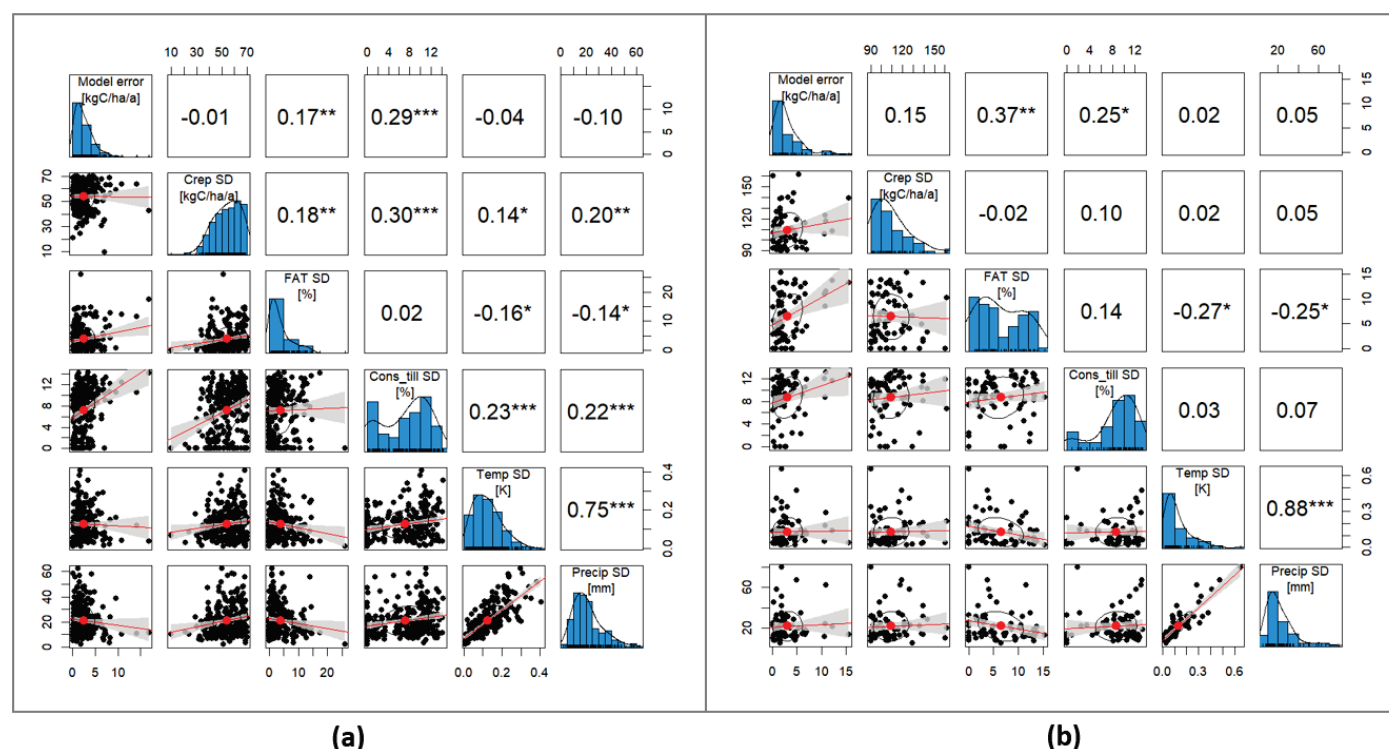 10 30 50 70
0 4 8 12
0 20 40 60
Model error
[kgC/ha/a]
-0.01
0.17**
0.29***
-0.04
-0.10
10
5
0
70
50
30
10
Crep SD
[kgC/ha/a]
0.18**
0.30***
0.14*
0.20**
FAT SD
[%]
0.02
-0.16*
-0.14*
20
10
0
12
8
4
0
Cons_till SD
[%]
0.23***
0.22***
Temp SD
[K]
0.75***
0.4
0.2
0.0
60
40
20
0
Precip SD
[mm]
0 5 10
0 10 20
0.0 0.2 0.4
(a)
90 120 150
0 4 8 12
20 60
Model error
[kgC/ha/a]
0.15
0.37**
0.25*
0.02
0.05
15
10
5
0
150
120
90
Crep SD
[kgC/ha/a]
-0.02
0.10
0.02
0.05
FAT SD
[%]
0.14
-0.27*
-0.25*
15
10
5
0
12
8
4
0
Cons_till SD
[%]
0.03
0.07
Temp SD
[K]
0.88***
0.6
0.3
0.0
60
20
Precip SD
[mm]
0 5 10 15
0 5 10 15
0.0 0.3 0.6
(b)